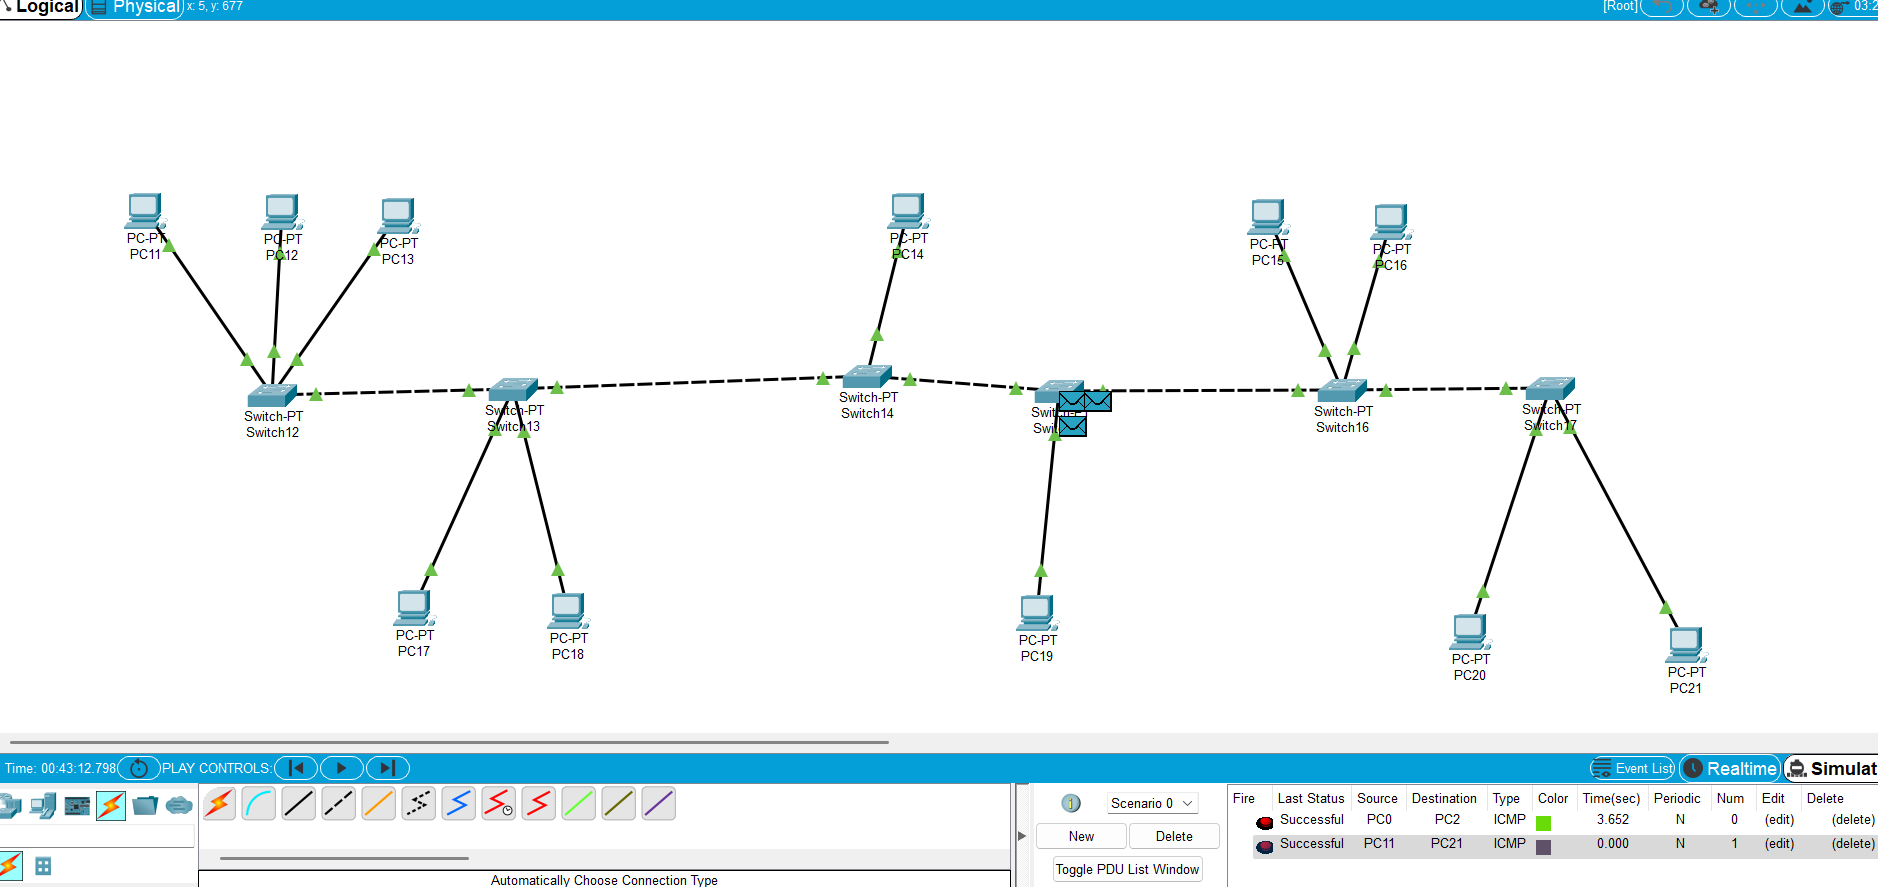 Logical
Physical
x: 5, y: 677
[Root]
PC-PT
PC11
PC-PT
PC12
PC-PT
PC13
PC-PT
PC14
PC-PT
PC15
PC-PT
PC16
Switch-PT
Switch12
Switch-PT
Switch13
Switch-PT
Switch14
Switch-PT
Switch16
Switch-PT
Switch17
PC-PT
PC17
PC-PT
PC18
PC-PT
PC19
PC-PT
PC20
PC-PT
PC21
Time: 00:43:12.798
PLAY CONTROLS:
Event List
Realtime
Simulat
Scenario 0
New
Delete
Toggle PDU List Window
Automatically Choose Connection Type
Fire Last Status Source Destination Type Color Time(sec) Periodic Num Edit Delete
Successful PC0 PC2 ICMP 3.652 N 0 (edit) (delete)
Successful PC11 PC21 ICMP 0.000 N 1 (edit) (delete)